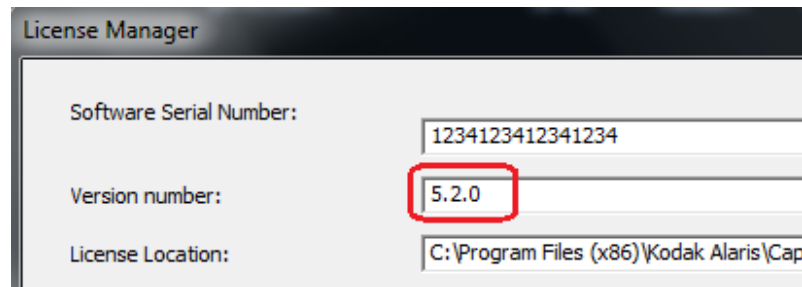 License Manager
Software Serial Number:
1234123412341234
Version number:
5.2.0
License Location:
C:\Program Files (x86)\Kodak Alaris\Cap